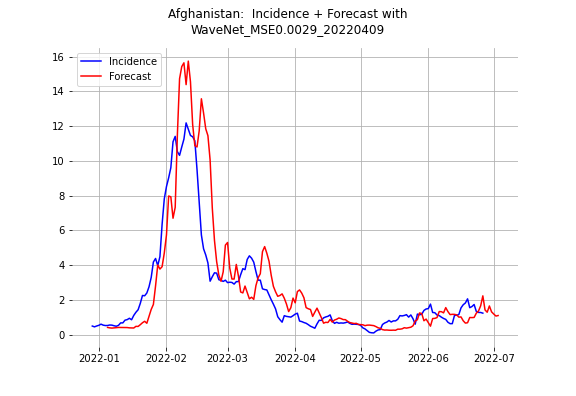 Afghanistan:  Incidence + Forecast with
WaveNet_MSE0.0029_20220409
Incidence
Forecast
16
14
12
10
8
6
4
2
0
2022-01 2022-02 2022-03 2022-04 2022-05 2022-06 2022-07